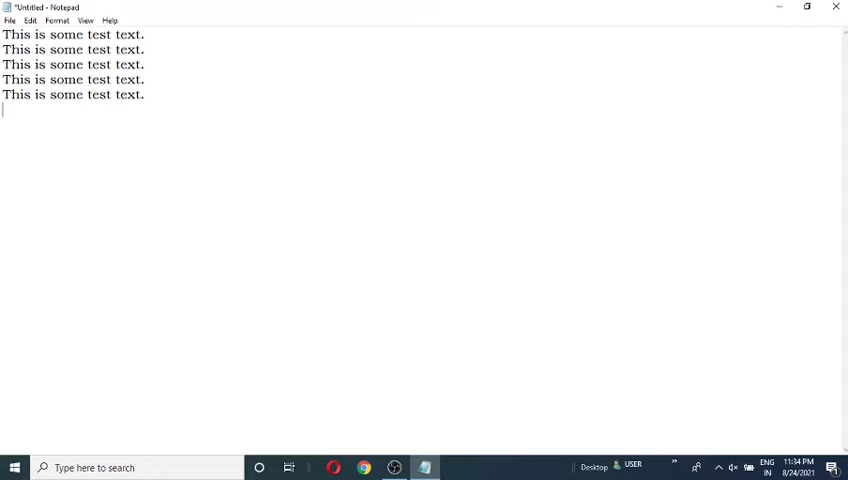 *Untitled - Notepad
File Edit Format View Help
This is some test text.
This is some test text.
This is some test text.
This is some test text.
This is some test text.
Type here to search
Desktop
USER
ENG
IN
11:34 PM
8/24/2021
1